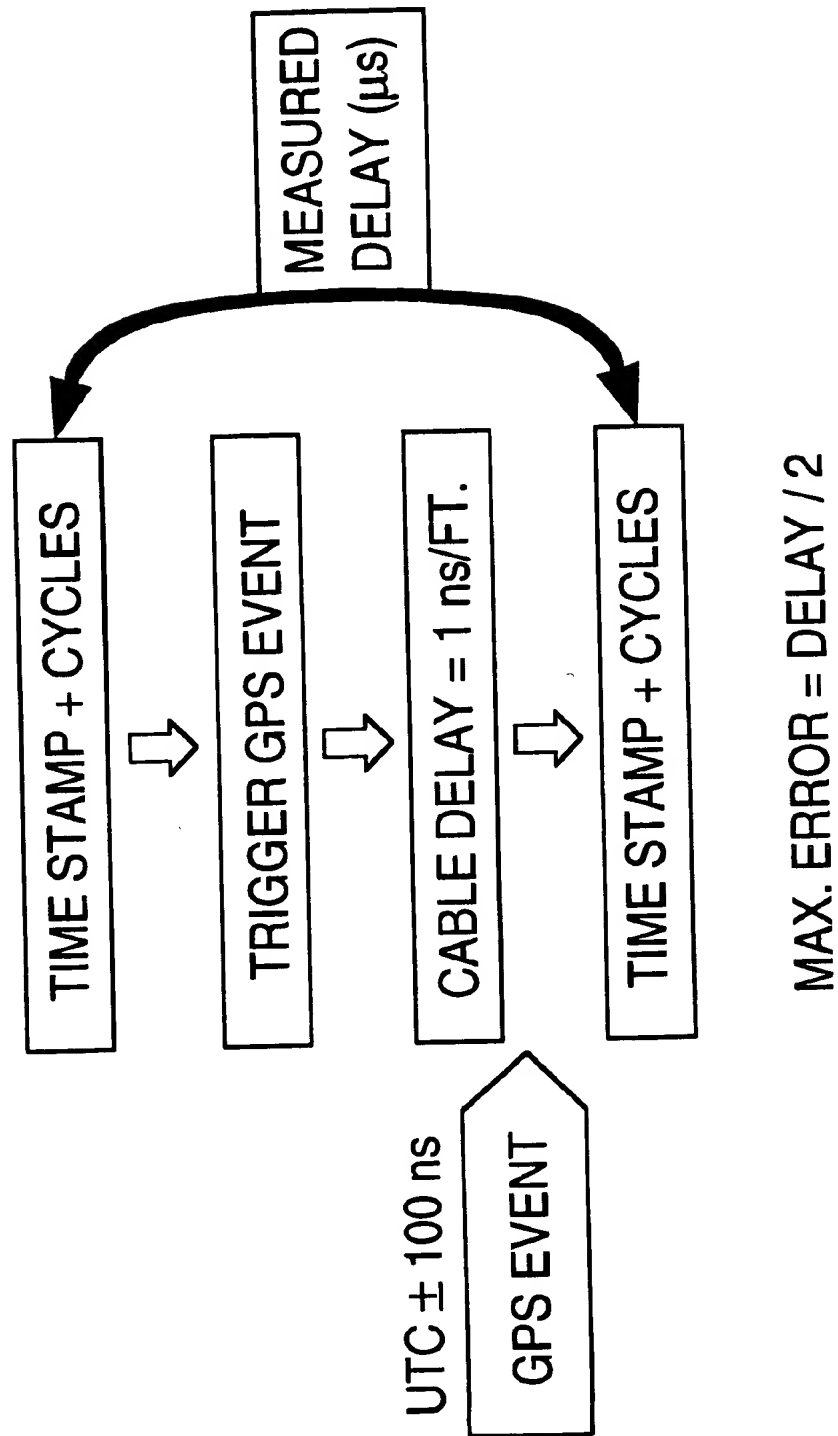 TIME STAMP + CYCLES
TRIGGER GPS EVENT
CABLE DELAY = 1 ns/FT.
TIME STAMP + CYCLES
MEASURED
DELAY (μs)
UTC ± 100 ns
GPS EVENT
MAX. ERROR = DELAY / 2